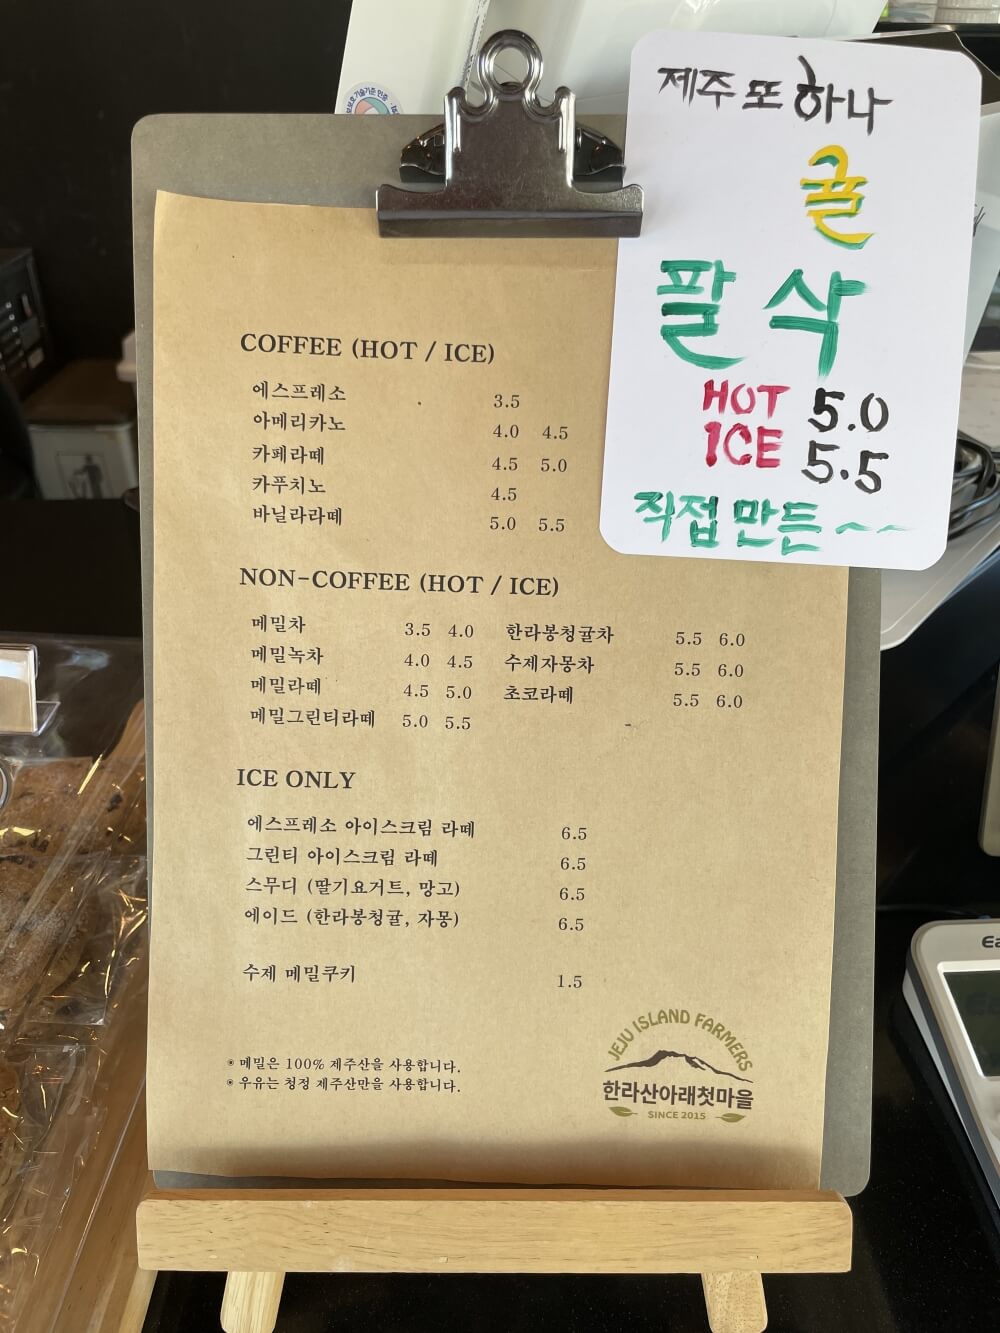 제주 또 하나
귤
팔 삭
HOT 5.0
ICE 5.5
직접 만든~~
COFFEE (HOT / ICE)
에스프레소 3.5
아메리카노 4.0 4.5
카페라떼 4.5 5.0
카푸치노 4.5
바닐라라떼 5.0 5.5
NON-COFFEE (HOT / ICE)
메밀차 3.5 4.0 한라봉청귤차 5.5 6.0
메밀녹차 4.0 4.5 수제자몽차 5.5 6.0
메밀라떼 4.5 5.0 초코라떼 5.5 6.0
메밀그린티라떼 5.0 5.5
ICE ONLY
에스프레소 아이스크림 라떼 6.5
그린티 아이스크림 라떼 6.5
스무디 (딸기요거트, 망고) 6.5
에이드 (한라봉청귤, 자몽) 6.5
수제 메밀쿠키 1.5
※ 메밀은 100% 제주산을 사용합니다.
※ 우유는 청정 제주산만을 사용합니다.
JEJU ISLAND FARMERS
한라산아래첫마을
SINCE 2015